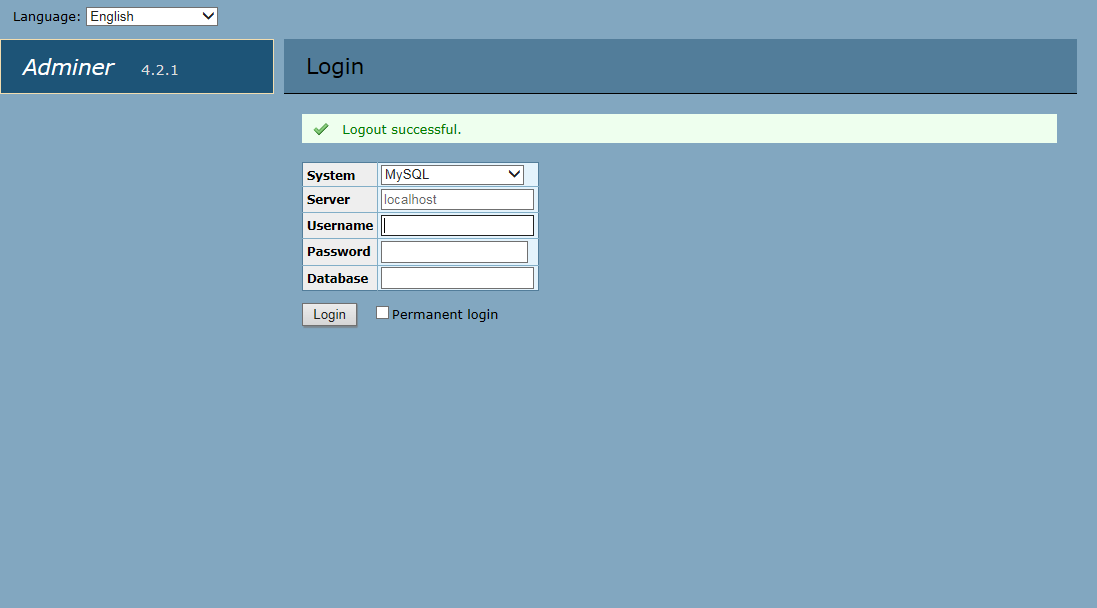 Language: English
Adminer 4.2.1
Login
Logout successful.
System MySQL
Server localhost
Username
Password
Database
Login Permanent login